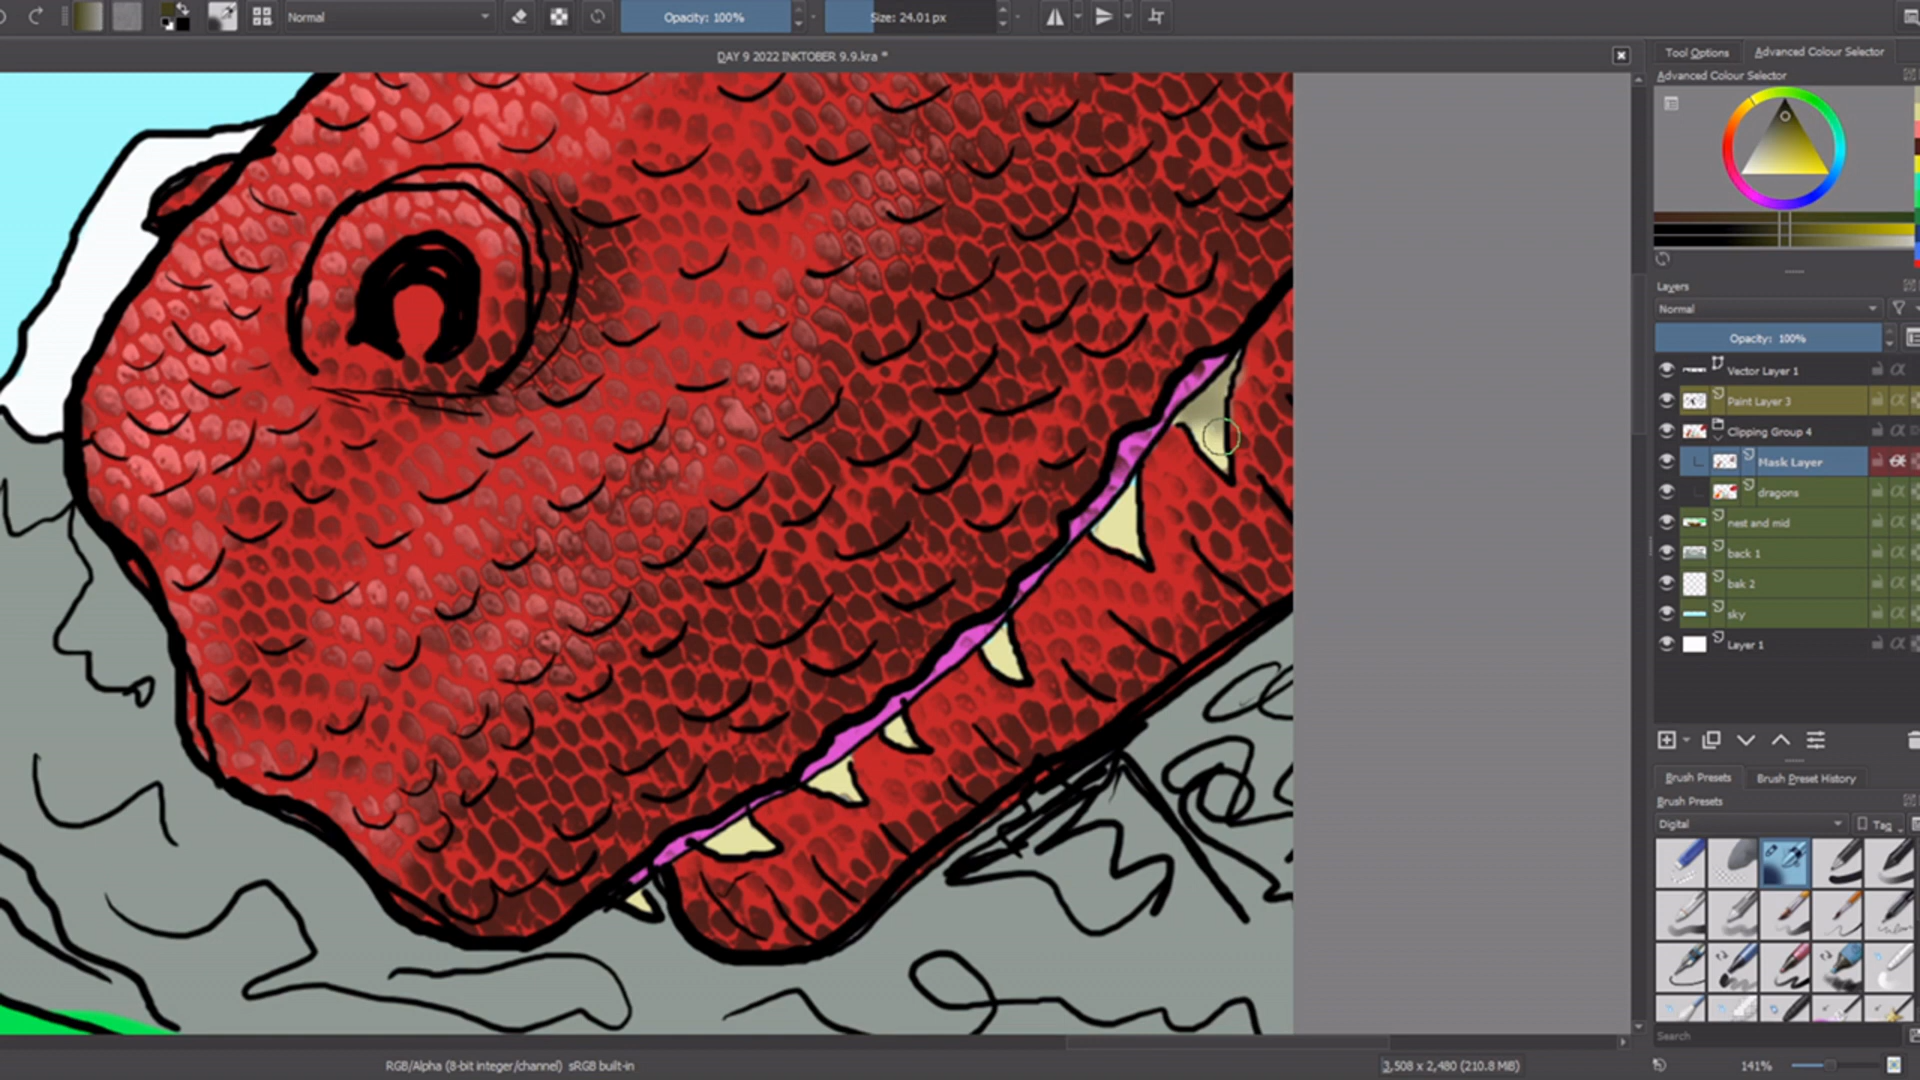 Normal
Opacity: 100%
Size: 24.01 px
DAY 9 2022 INKTOBER 9.9.kra *
Tool Options
Advanced Colour Selector
Advanced Colour Selector
Layers
Normal
Opacity: 100%
Vector Layer 1
Paint Layer 3
Clipping Group 4
Mask Layer
dragons
nest and mid
back 1
bak 2
sky
Layer 1
Brush Presets
Brush Preset History
Brush Presets
Digital
Tag
Search
RGB/Alpha (8-bit integer/channel) sRGB built-in
3,508 x 2,480 (210.8 MiB)
141%